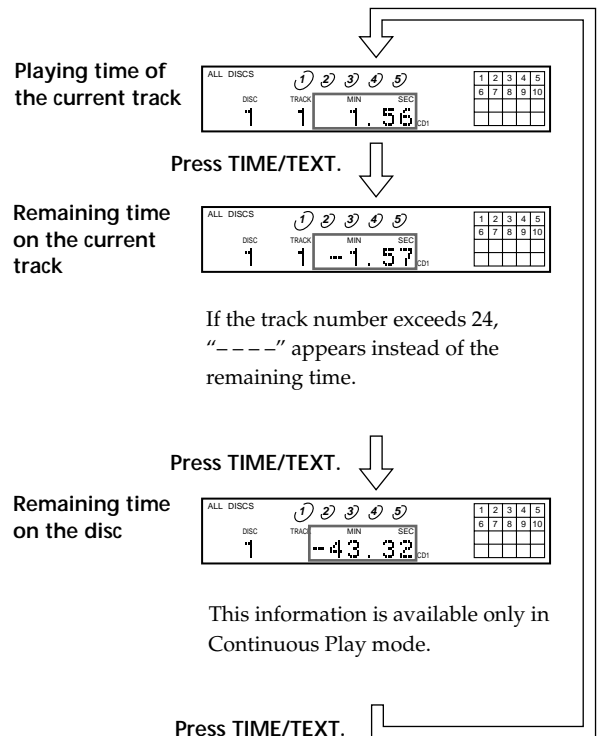 Playing time of
the current track
ALL DISCS
1 2 3 4 5
1 2 3 4 5
6 7 8 9 10
DISC TRACK MIN SEC
1 1 1.56 CD1
Press TIME/TEXT.
Remaining time
on the current
track
ALL DISCS
1 2 3 4 5
1 2 3 4 5
6 7 8 9 10
DISC TRACK MIN SEC
1 1 –1.57 CD1
If the track number exceeds 24,
“– – – –” appears instead of the
remaining time.
Press TIME/TEXT.
Remaining time
on the disc
ALL DISCS
1 2 3 4 5
1 2 3 4 5
6 7 8 9 10
DISC TRACK MIN SEC
1 –43.32 CD1
This information is available only in
Continuous Play mode.
Press TIME/TEXT.